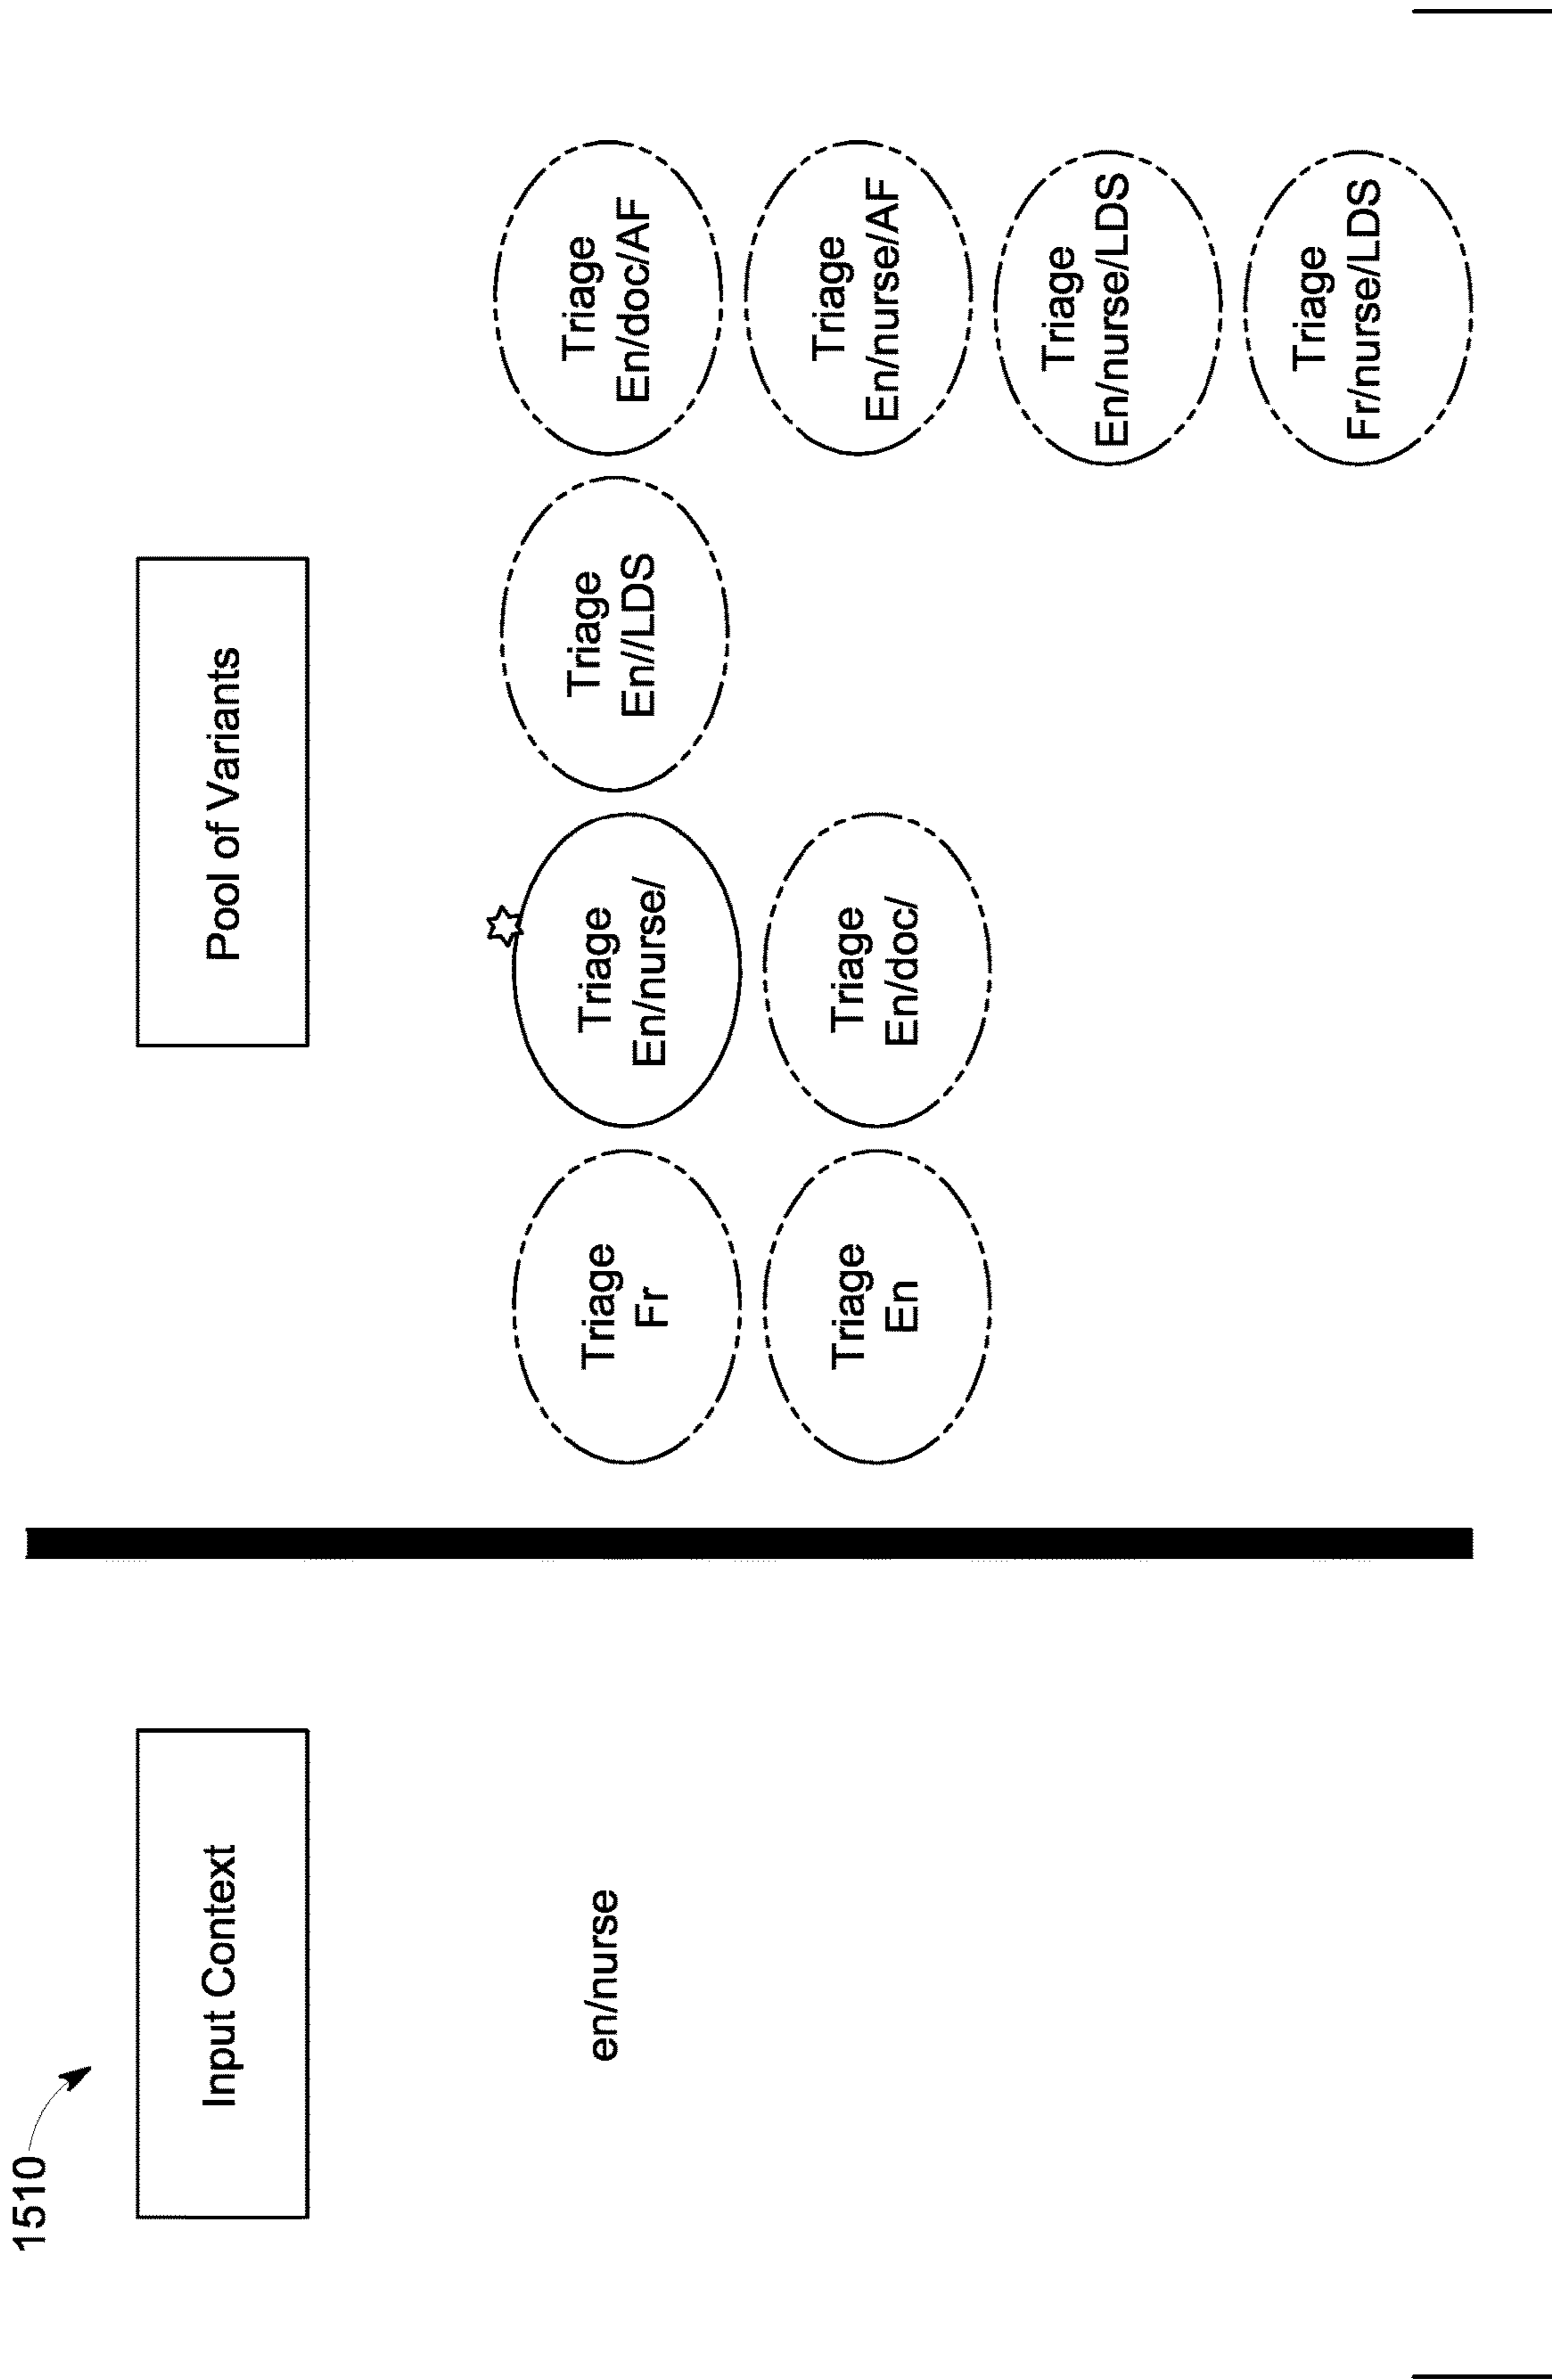 1510
Input Context
en/nurse
Pool of Variants
Triage
Fr
Triage
En/nurse/
Triage
En//LDS
Triage
En/doc/AF
Triage
En
Triage
En/doc/
Triage
En/nurse/AF
Triage
En/nurse/LDS
Triage
Fr/nurse/LDS